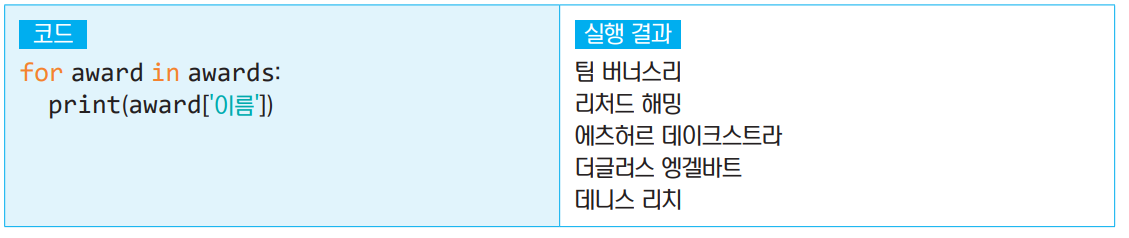 코드
for award in awards:
print(award['이름'])
실행 결과
팀 버너스리
리처드 해밍
에츠허르 데이크스트라
더글러스 엥겔바트
데니스 리치